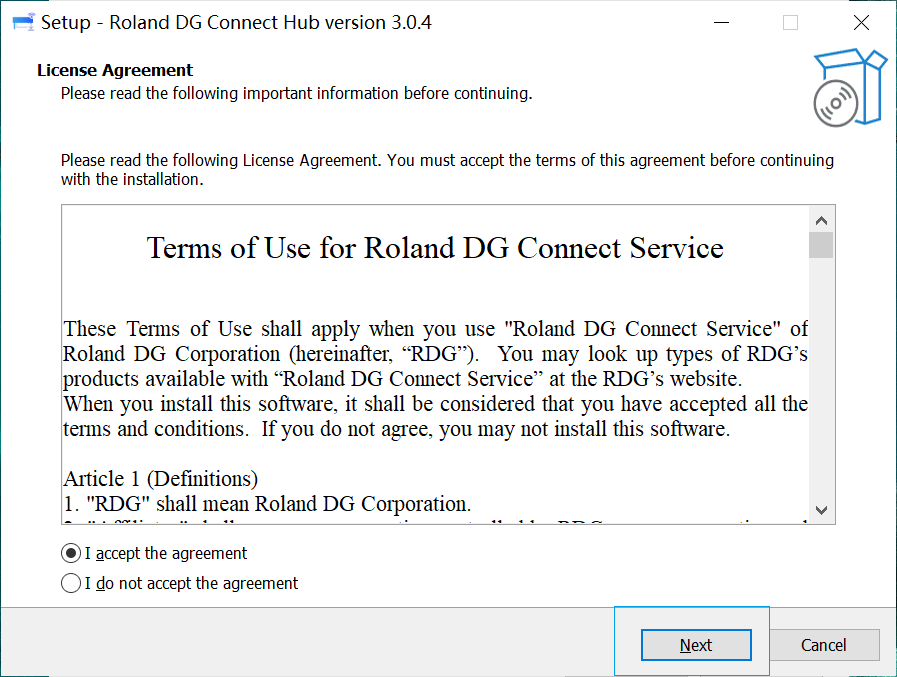 Setup - Roland DG Connect Hub version 3.0.4
License Agreement
Please read the following important information before continuing.
Please read the following License Agreement. You must accept the terms of this agreement before continuing
with the installation.
Terms of Use for Roland DG Connect Service
These Terms of Use shall apply when you use "Roland DG Connect Service" of
Roland DG Corporation (hereinafter, “RDG”).  You may look up types of RDG’s
products available with “Roland DG Connect Service” at the RDG’s website.
When you install this software, it shall be considered that you have accepted all the
terms and conditions.  If you do not agree, you may not install this software.
Article 1 (Definitions)
1. "RDG" shall mean Roland DG Corporation.
I accept the agreement
I do not accept the agreement
Next
Cancel